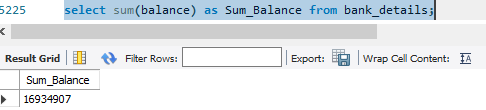 5225
select sum(balance) as Sum_Balance from bank_details;
Result Grid Filter Rows: Export: Wrap Cell Content:
Sum_Balance
16934907